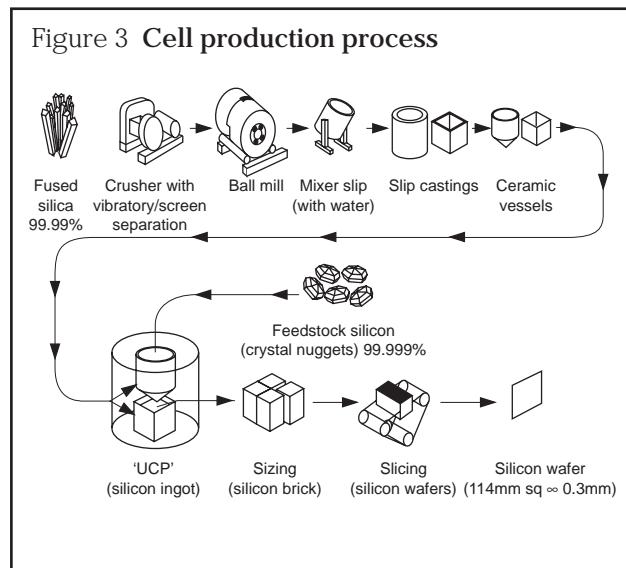 Figure 3 Cell production process
Fused
silica
99.99%
Crusher with
vibratory/screen
separation
Ball mill
Mixer slip
(with water)
Slip castings
Ceramic
vessels
Feedstock silicon
(crystal nuggets) 99.999%
'UCP'
(silicon ingot)
Sizing
(silicon brick)
Slicing
(silicon wafers)
Silicon wafer
(114mm sq ∞ 0.3mm)